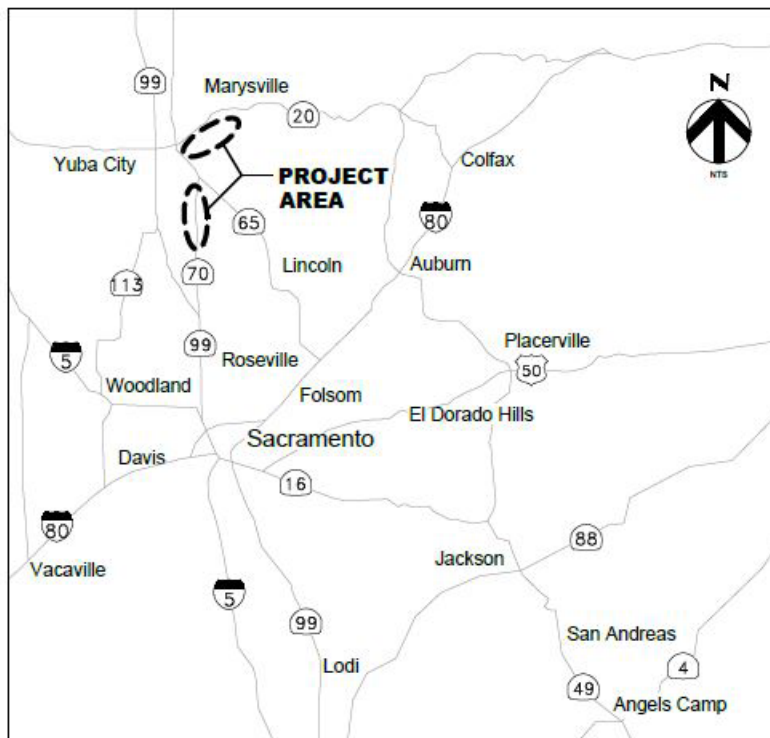 99
Marysville
20
N
NTS
Yuba City
PROJECT
AREA
Colfax
80
65
Lincoln
Auburn
70
113
99
Roseville
5
Placerville
50
Woodland
Folsom
El Dorado Hills
Sacramento
Davis
16
80
Vacaville
88
Jackson
5
99
San Andreas
Lodi
4
49
Angels Camp